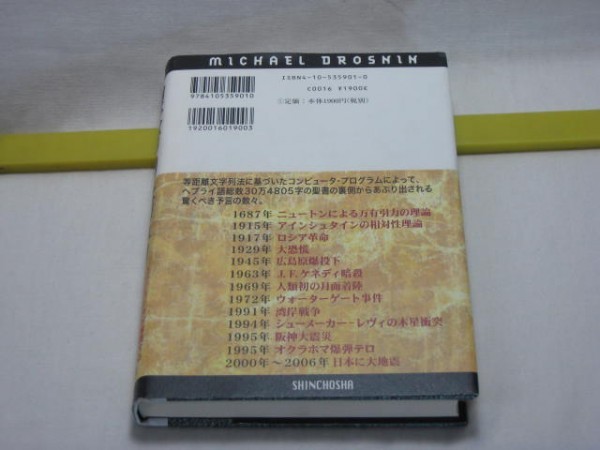 MICHAEL DROSNIN
ISBN4-10-535901-0
C0016 ¥1900E
9784105359010
定価：本体1900円(税別)
1920016019003
等距離文字列法に基づいたコンピュータ・プログラムによって、
ヘブライ語総数30万4805字の聖書の裏側からあぶり出される
驚くべき予言の数々。
1687年 ニュートンによる万有引力の理論
1915年 アインシュタインの相対性理論
1917年 ロシア革命
1929年 大恐慌
1945年 広島原爆投下
1963年 J.F.ケネディ暗殺
1969年 人類初の月面着陸
1972年 ウォーターゲート事件
1991年 湾岸戦争
1994年 シューメーカー－レヴィの木星衝突
1995年 阪神大震災
1995年 オクラホマ爆弾テロ
2000年～2006年 日本に大地震
SHINCHOSHA